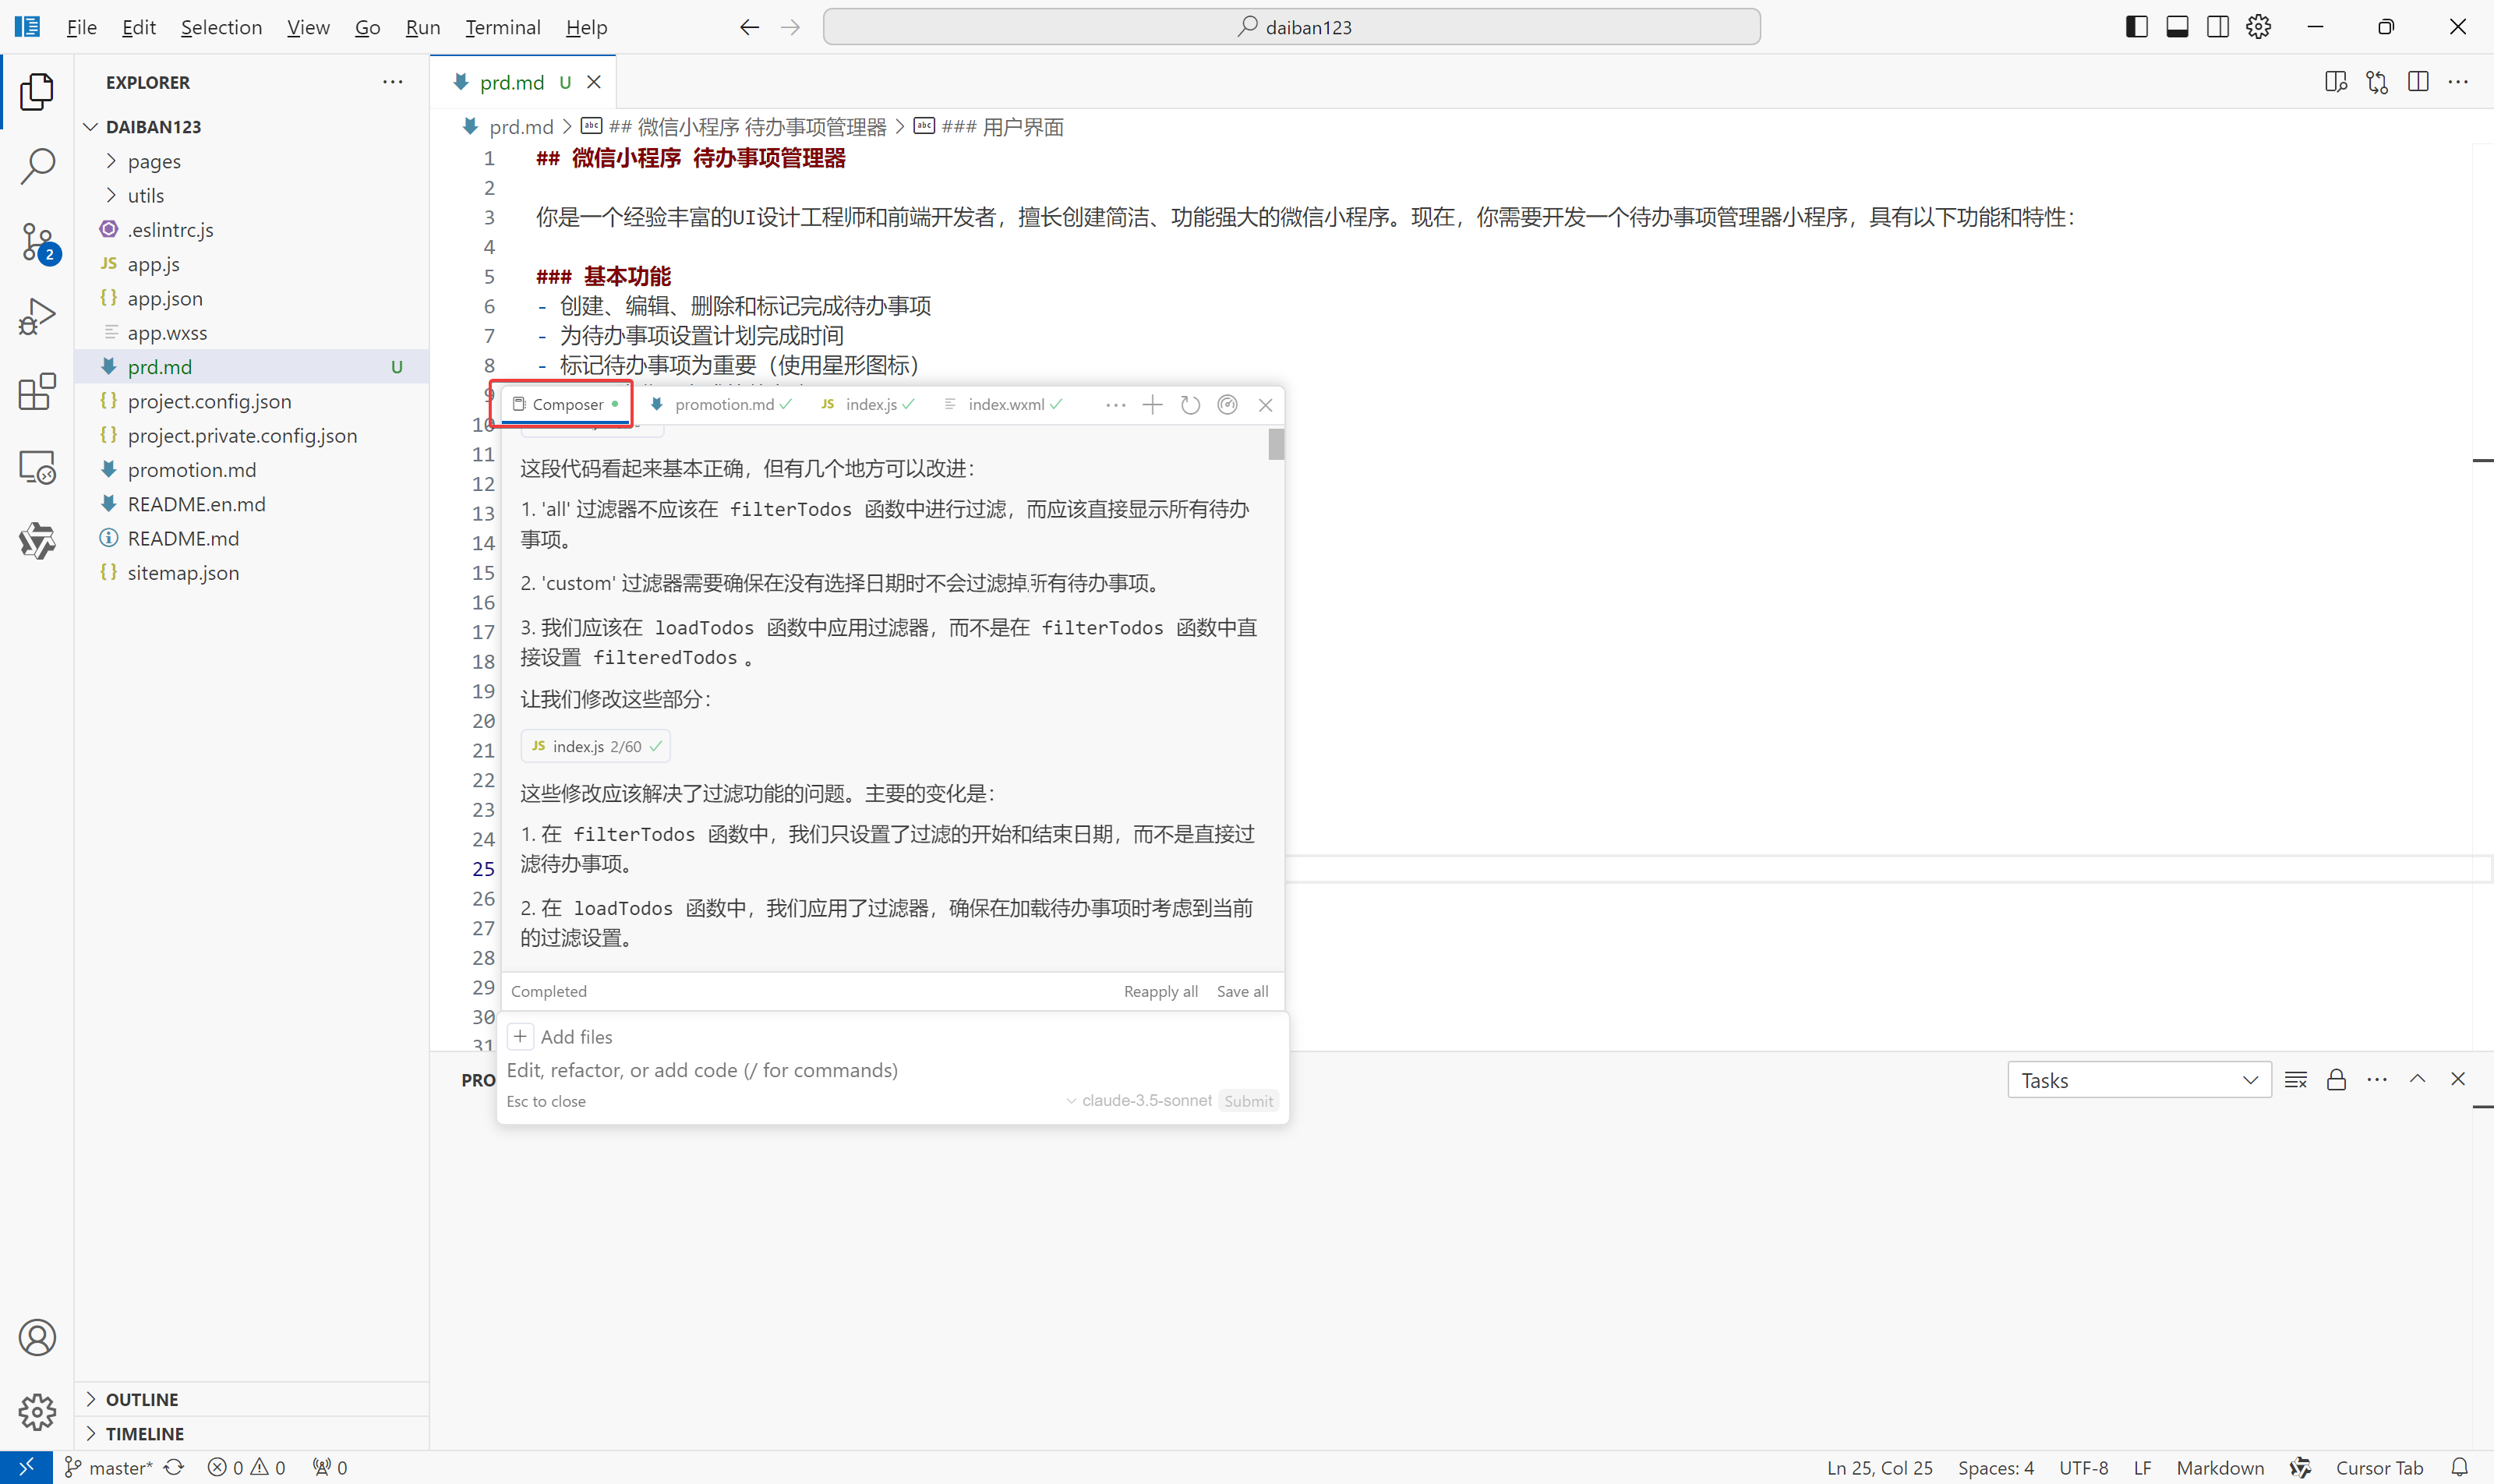 File Edit Selection View Go Run Terminal Help
daiban123
EXPLORER
DAIBAN123
pages
utils
.eslintrc.js
JS app.js
{} app.json
app.wxss
prd.md U
{} project.config.json
{} project.private.config.json
promotion.md
README.en.md
README.md
{} sitemap.json
OUTLINE
TIMELINE
2
prd.md U
prd.md > abc ## 微信小程序 待办事项管理器 > abc ### 用户界面
1 ## 微信小程序 待办事项管理器
2
3 你是一个经验丰富的UI设计工程师和前端开发者，擅长创建简洁、功能强大的微信小程序。现在，你需要开发一个待办事项管理器小程序，具有以下功能和特性：
4
5 ### 基本功能
6 - 创建、编辑、删除和标记完成待办事项
7 - 为待办事项设置计划完成时间
8 - 标记待办事项为重要（使用星形图标）
9
10
11
12
13
14
15
16
17
18
19
20
21
22
23
24
25
26
27
28
29
30
31
Composer promotion.md JS index.js index.wxml
这段代码看起来基本正确，但有几个地方可以改进：
1. 'all' 过滤器不应该在 filterTodos 函数中进行过滤，而应该直接显示所有待办
事项。
2. 'custom' 过滤器需要确保在没有选择日期时不会过滤掉所有待办事项。
3. 我们应该在 loadTodos 函数中应用过滤器，而不是在 filterTodos 函数中直
接设置 filteredTodos 。
让我们修改这些部分：
JS index.js 2/60
这些修改应该解决了过滤功能的问题。主要的变化是：
1. 在 filterTodos 函数中，我们只设置了过滤的开始和结束日期，而不是直接过
滤待办事项。
2. 在 loadTodos 函数中，我们应用了过滤器，确保在加载待办事项时考虑到当前
的过滤设置。
Completed Reapply all Save all
Add files
Edit, refactor, or add code (/ for commands)
Esc to close claude-3.5-sonnet Submit
PRO
Tasks
master* 0 0 0
Ln 25, Col 25 Spaces: 4 UTF-8 LF Markdown Cursor Tab